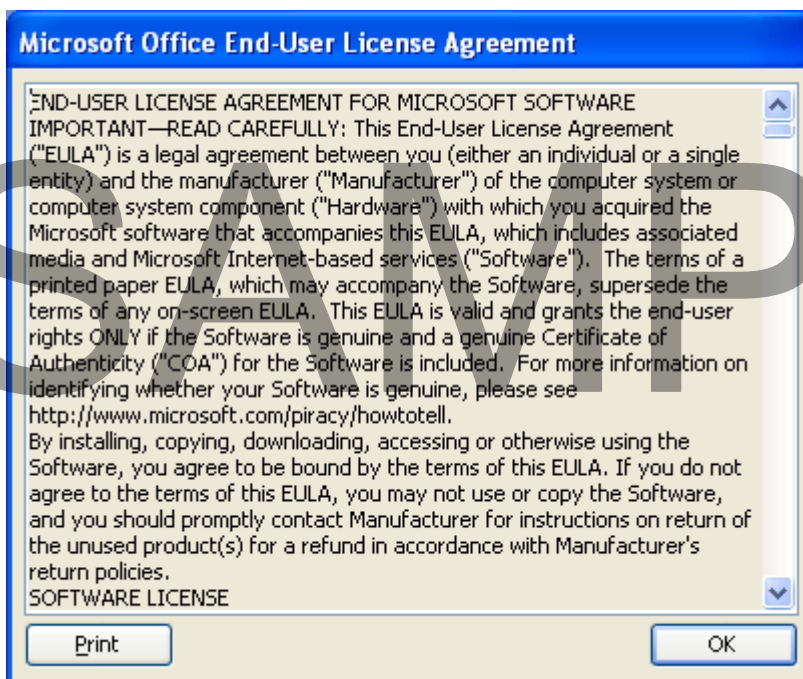 Microsoft Office End-User License Agreement
END-USER LICENSE AGREEMENT FOR MICROSOFT SOFTWARE
IMPORTANT—READ CAREFULLY: This End-User License Agreement
("EULA") is a legal agreement between you (either an individual or a single
entity) and the manufacturer ("Manufacturer") of the computer system or
computer system component ("Hardware") with which you acquired the
Microsoft software that accompanies this EULA, which includes associated
media and Microsoft Internet-based services ("Software").  The terms of a
printed paper EULA, which may accompany the Software, supersede the
terms of any on-screen EULA.  This EULA is valid and grants the end-user
rights ONLY if the Software is genuine and a genuine Certificate of
Authenticity ("COA") for the Software is included.  For more information on
identifying whether your Software is genuine, please see
http://www.microsoft.com/piracy/howtotell.
By installing, copying, downloading, accessing or otherwise using the
Software, you agree to be bound by the terms of this EULA. If you do not
agree to the terms of this EULA, you may not use or copy the Software,
and you should promptly contact Manufacturer for instructions on return of
the unused product(s) for a refund in accordance with Manufacturer's
return policies.
SOFTWARE LICENSE
Print
OK
SAMP